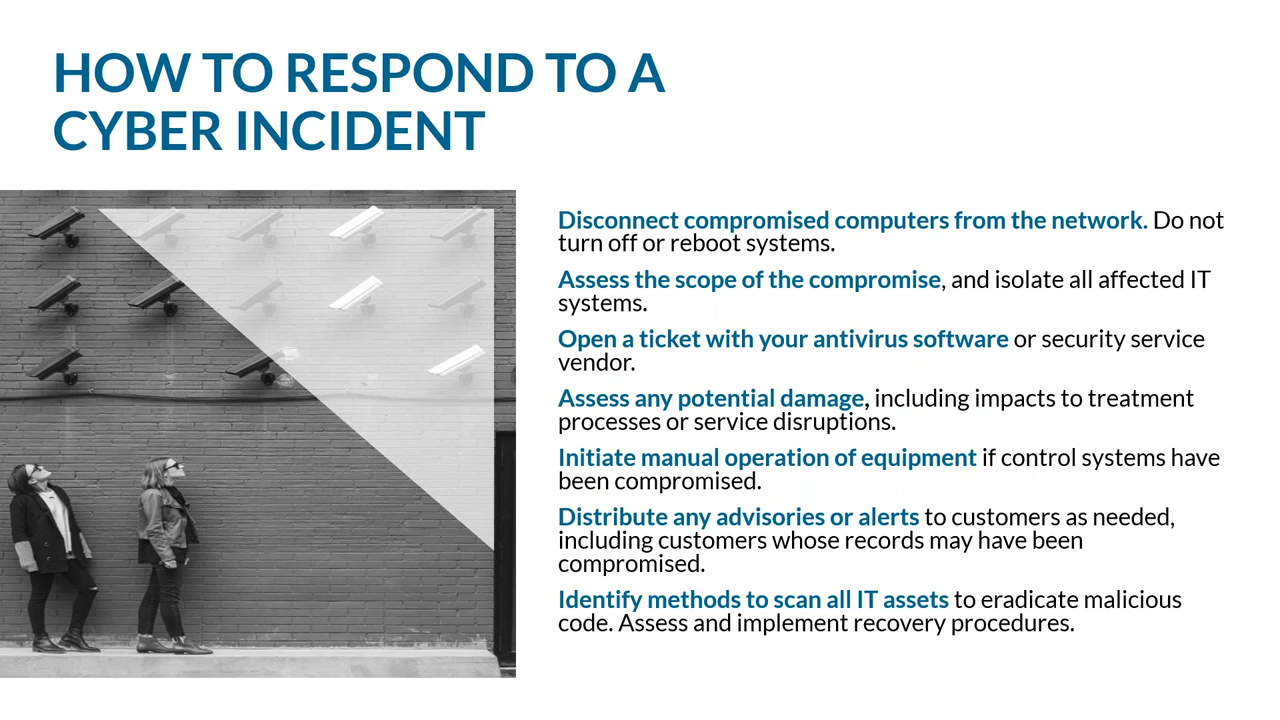 HOW TO RESPOND TO A
CYBER INCIDENT
Disconnect compromised computers from the network. Do not
turn off or reboot systems.
Assess the scope of the compromise, and isolate all affected IT
systems.
Open a ticket with your antivirus software or security service
vendor.
Assess any potential damage, including impacts to treatment
processes or service disruptions.
Initiate manual operation of equipment if control systems have
been compromised.
Distribute any advisories or alerts to customers as needed,
including customers whose records may have been
compromised.
Identify methods to scan all IT assets to eradicate malicious
code. Assess and implement recovery procedures.